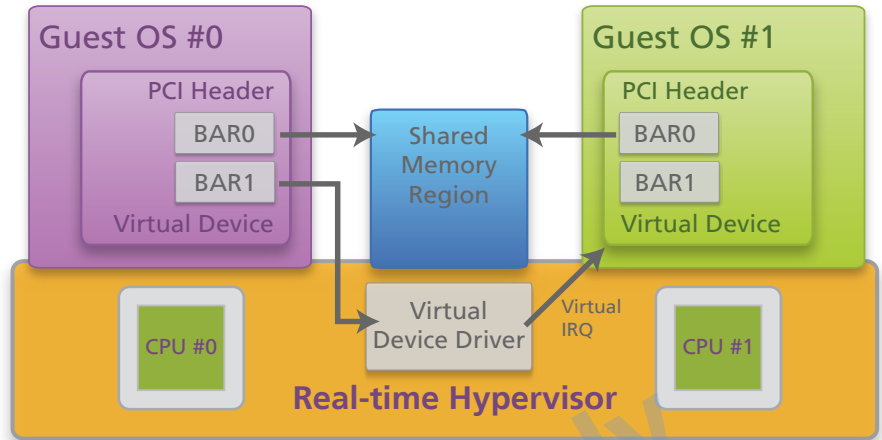 Guest OS #0
PCI Header
BAR0
BAR1
Virtual Device
Shared
Memory
Region
Guest OS #1
PCI Header
BAR0
BAR1
Virtual Device
CPU #0
Virtual
Device Driver
Virtual
IRQ
CPU #1
Real-time Hypervisor